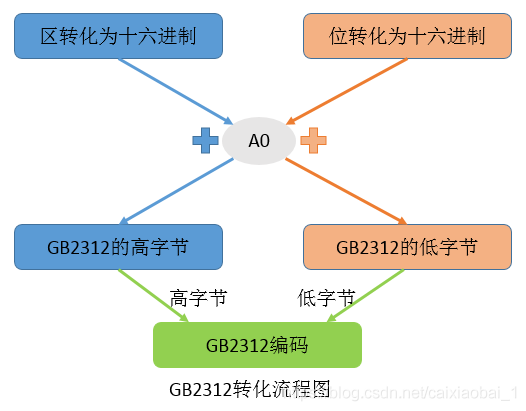 区转化为十六进制
位转化为十六进制
A0
GB2312的高字节
GB2312的低字节
高字节
低字节
GB2312编码
GB2312转化流程图
blog.csdn.net/caixiaobai_1